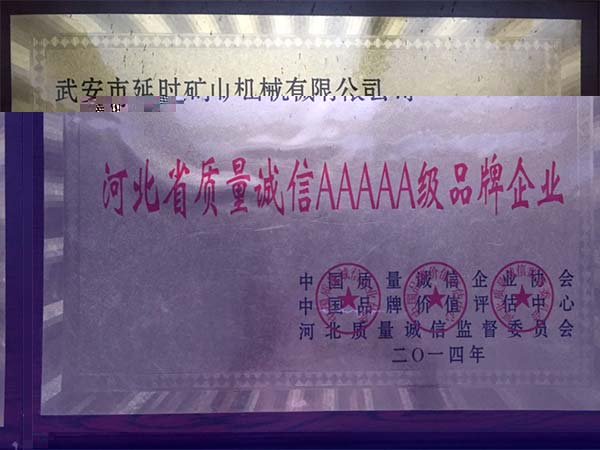 武安市延时矿山机械有限公司
河北省质量诚信AAAAA级品牌企业
中国质量诚信企业协会
中国品牌价值评估中心
河北质量诚信监督委员会
二〇一四年